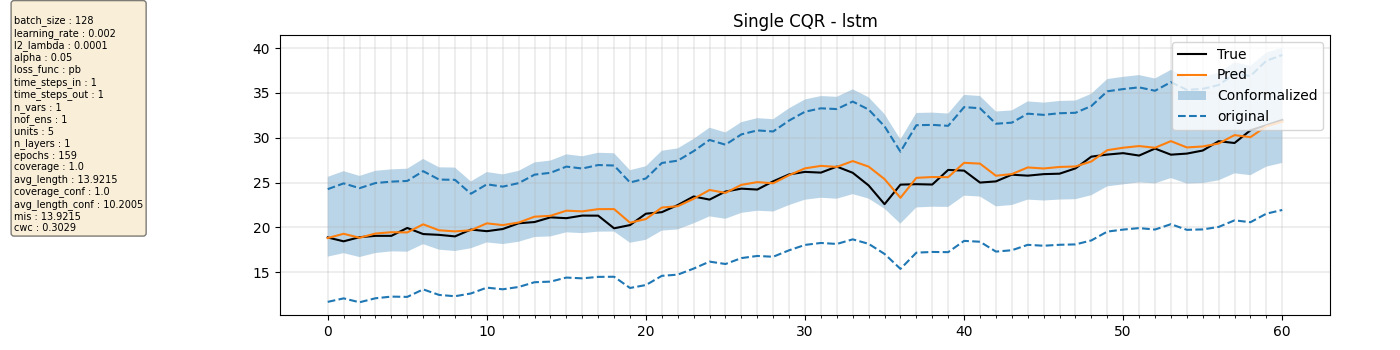 batch_size : 128
learning_rate : 0.002
l2_lambda : 0.0001
alpha : 0.05
loss_func : pb
time_steps_in : 1
time_steps_out : 1
n_vars : 1
nof_ens : 1
units : 5
n_layers : 1
epochs : 159
coverage : 1.0
avg_length : 13.9215
coverage_conf : 1.0
avg_length_conf : 10.2005
mis : 13.9215
cwc : 0.3029
Single CQR - lstm
40
35
30
25
20
15
True
Pred
Conformalized
original
0 10 20 30 40 50 60